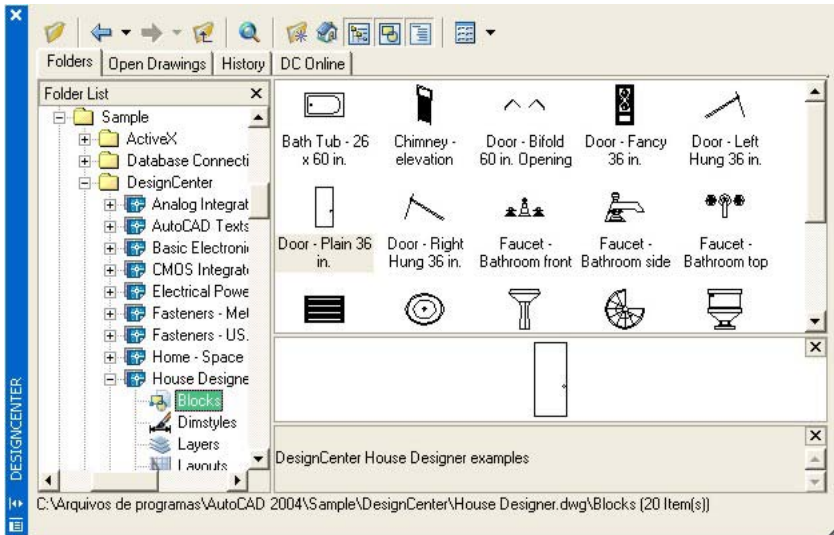 Folders Open Drawings History DC Online
Folder List
Sample
ActiveX
Database Connecti
DesignCenter
Analog Integrat
AutoCAD Texts
Basic Electroni
CMOS Integrate
Electrical Powe
Fasteners - Met
Fasteners - US.
Home - Space
House Designe
Blocks
Dimstyles
Layers
Layouts
Bath Tub - 26 x 60 in.
Chimney - elevation
Door - Bifold 60 in. Opening
Door - Fancy 36 in.
Door - Left Hung 36 in.
Door - Plain 36 in.
Door - Right Hung 36 in.
Faucet - Bathroom front
Faucet - Bathroom side
Faucet - Bathroom top
DesignCenter House Designer examples
DESIGNCENTER
C:\Arquivos de programas\AutoCAD 2004\Sample\DesignCenter\House Designer.dwg\Blocks (20 Item(s))